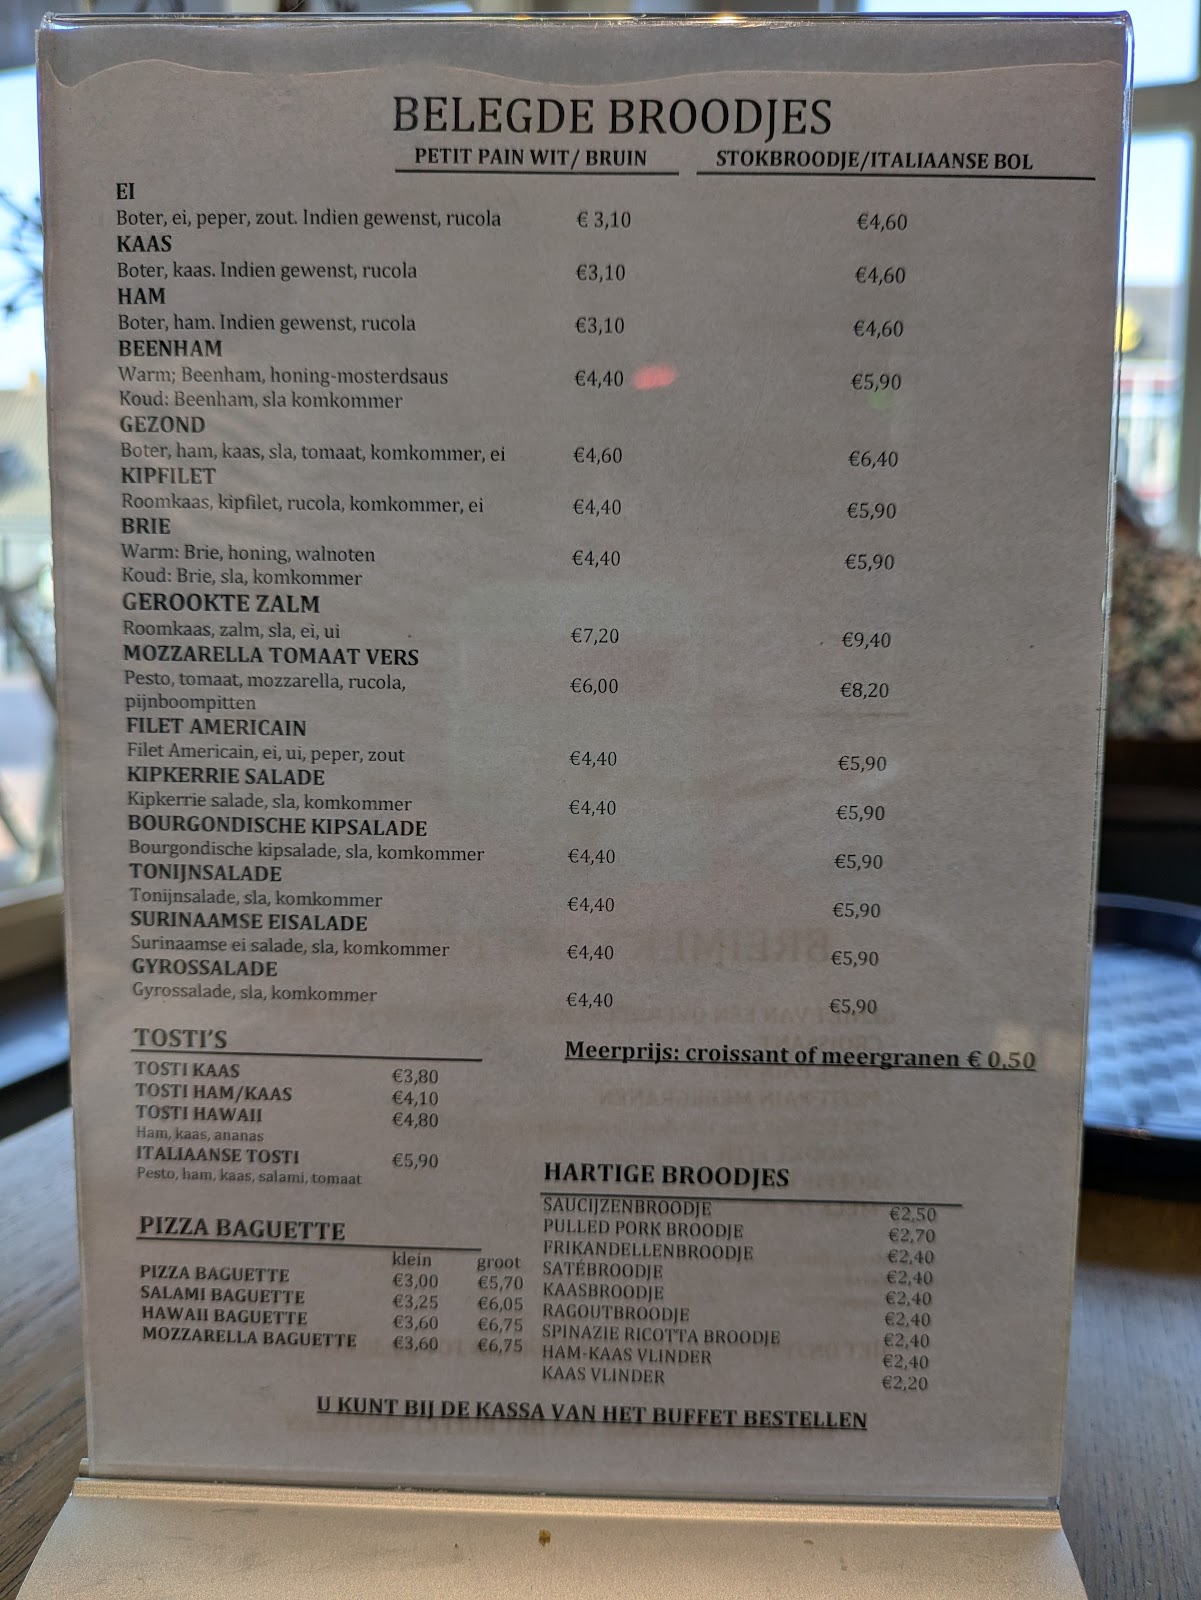 BELEGDE BROODJES
PETIT PAIN WIT/ BRUIN STOKBROODJE/ITALIAANSE BOL
EI
Boter, ei, peper, zout. Indien gewenst, rucola € 3,10 €4,60
KAAS
Boter, kaas. Indien gewenst, rucola €3,10 €4,60
HAM
Boter, ham. Indien gewenst, rucola €3,10 €4,60
BEENHAM
Warm; Beenham, honing-mosterdsaus €4,40 €5,90
Koud: Beenham, sla komkommer
GEZOND
Boter, ham, kaas, sla, tomaat, komkommer, ei €4,60 €6,40
KIPFILET
Roomkaas, kipfilet, rucola, komkommer, ei €4,40 €5,90
BRIE
Warm: Brie, honing, walnoten €4,40 €5,90
Koud: Brie, sla, komkommer
GEROOKTE ZALM
Roomkaas, zalm, sla, ei, ui €7,20 €9,40
MOZZARELLA TOMAAT VERS
Pesto, tomaat, mozzarella, rucola, €6,00 €8,20
pijnboompitten
FILET AMERICAIN
Filet Americain, ei, ui, peper, zout €4,40 €5,90
KIPKERRIE SALADE
Kipkerrie salade, sla, komkommer €4,40 €5,90
BOURGONDISCHE KIPSALADE
Bourgondische kipsalade, sla, komkommer €4,40 €5,90
TONIJNSALADE
Tonijnsalade, sla, komkommer €4,40 €5,90
SURINAAMSE EISALADE
Surinaamse ei salade, sla, komkommer €4,40 €5,90
GYROSSALADE
Gyrossalade, sla, komkommer €4,40 €5,90
TOSTI'S
TOSTI KAAS €3,80
TOSTI HAM/KAAS €4,10
TOSTI HAWAII €4,80
Ham, kaas, ananas
ITALIAANSE TOSTI €5,90
Pesto, ham, kaas, salami, tomaat
Meerprijs: croissant of meergranen € 0,50
PIZZA BAGUETTE
klein groot
PIZZA BAGUETTE €3,00 €5,70
SALAMI BAGUETTE €3,25 €6,05
HAWAII BAGUETTE €3,60 €6,75
MOZZARELLA BAGUETTE €3,60 €6,75
HARTIGE BROODJES
SAUCIJZENBROODJE €2,50
PULLED PORK BROODJE €2,70
FRIKANDELLENBROODJE €2,40
SATÉBROODJE €2,40
KAASBROODJE €2,40
RAGOUTBROODJE €2,40
SPINAZIE RICOTTA BROODJE €2,40
HAM-KAAS VLINDER €2,40
KAAS VLINDER €2,20
U KUNT BIJ DE KASSA VAN HET BUFFET BESTELLEN